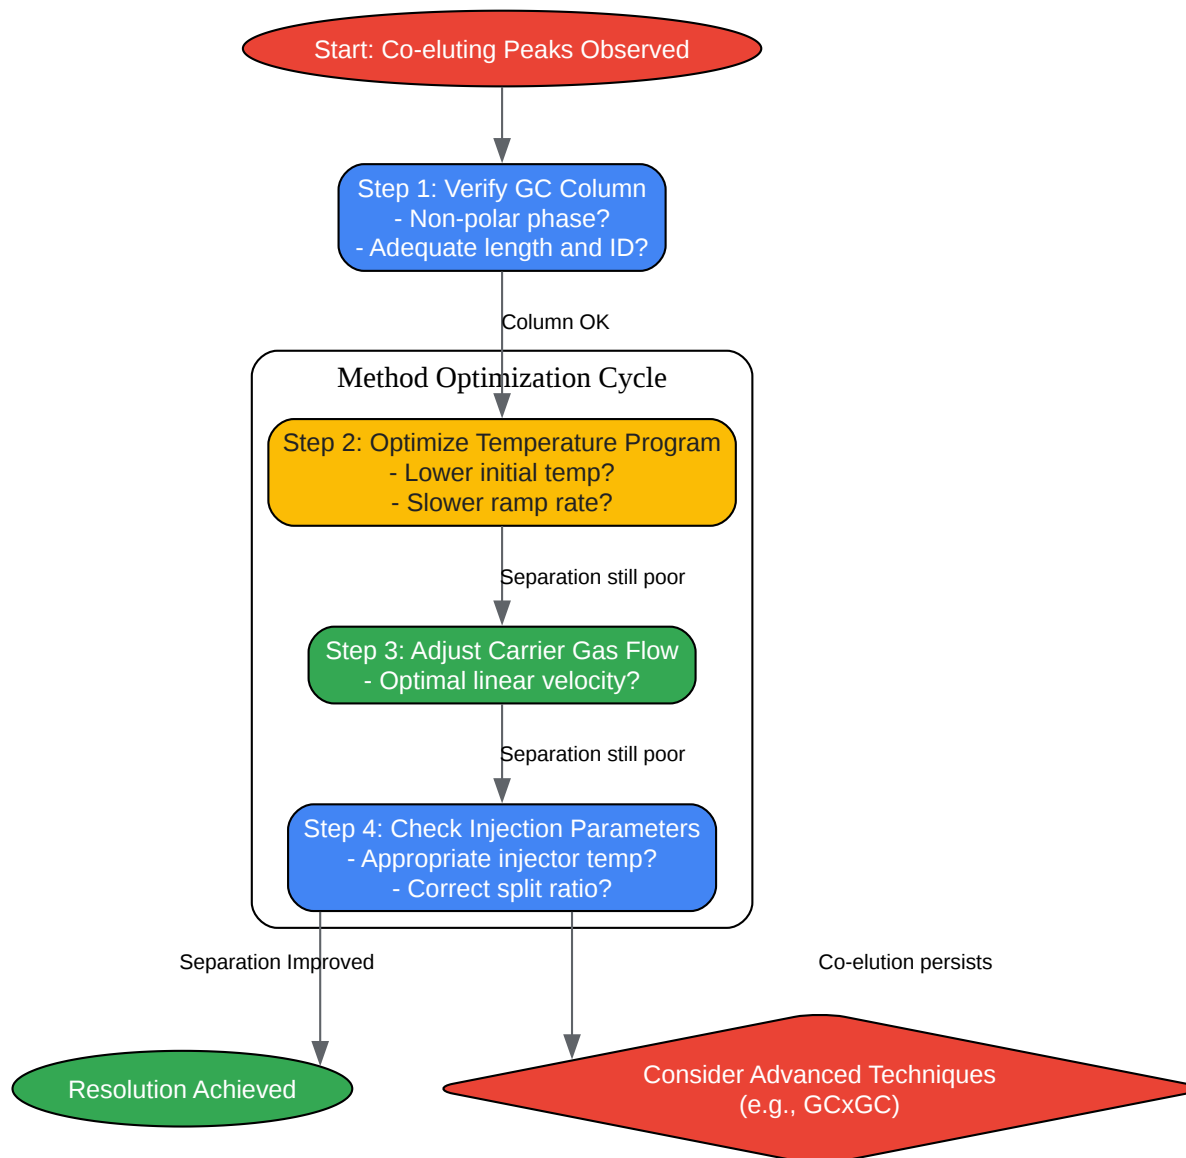 Start: Co-eluting Peaks Observed
Step 1: Verify GC Column
- Non-polar phase?
- Adequate length and ID?
Column OK
Method Optimization Cycle
Step 2: Optimize Temperature Program
- Lower initial temp?
- Slower ramp rate?
Separation still poor
Step 3: Adjust Carrier Gas Flow
- Optimal linear velocity?
Separation still poor
Step 4: Check Injection Parameters
- Appropriate injector temp?
- Correct split ratio?
Separation Improved
Co-elution persists
Resolution Achieved
Consider Advanced Techniques
(e.g., GCxGC)